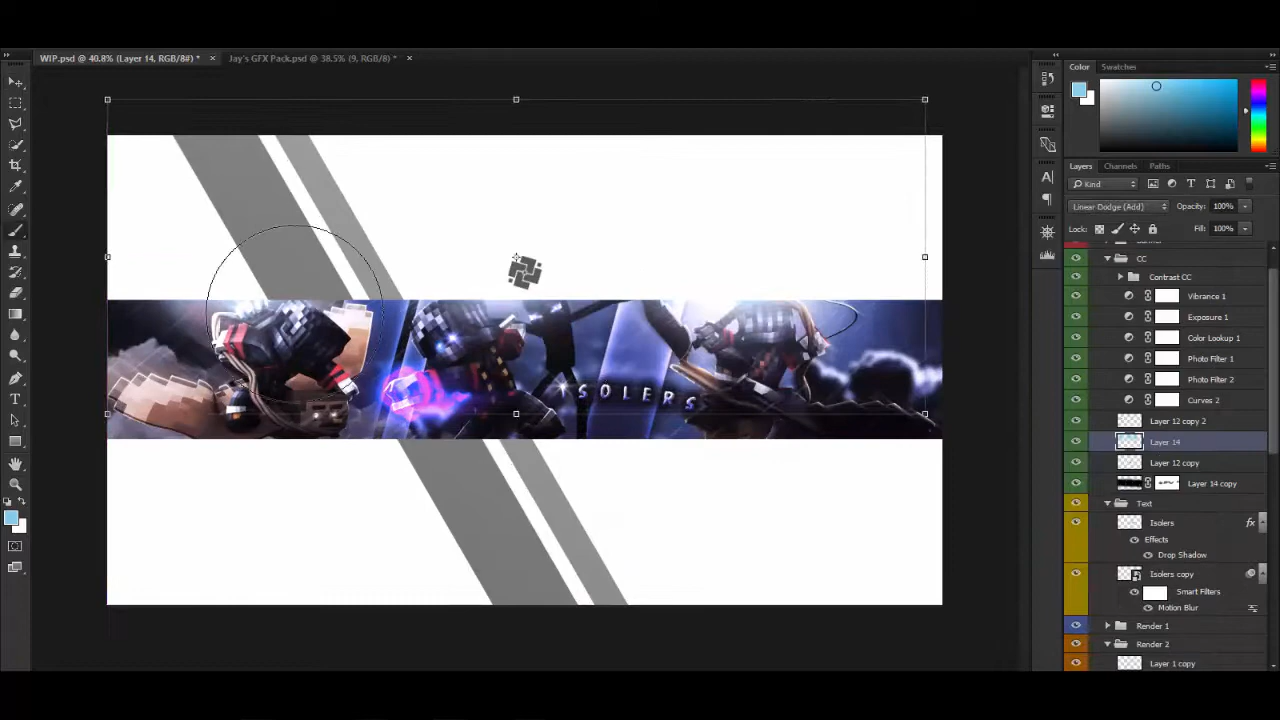 WIP.psd @ 40.8% (Layer 14, RGB/8#) *
Jay's GFX Pack.psd @ 38.5% (9, RGB/8) *
Color
Swatches
Layers
Channels
Paths
Kind
Linear Dodge (Add)
Opacity: 100%
Lock:
Fill: 100%
CC
Contrast CC
Vibrance 1
Exposure 1
Color Lookup 1
Photo Filter 1
Photo Filter 2
Curves 2
Layer 12 copy 2
Layer 14
Layer 12 copy
Layer 14 copy
Text
Isolers
fx
Effects
Drop Shadow
Isolers copy
Smart Filters
Motion Blur
Render 1
Render 2
Layer 1 copy
ISOLERS